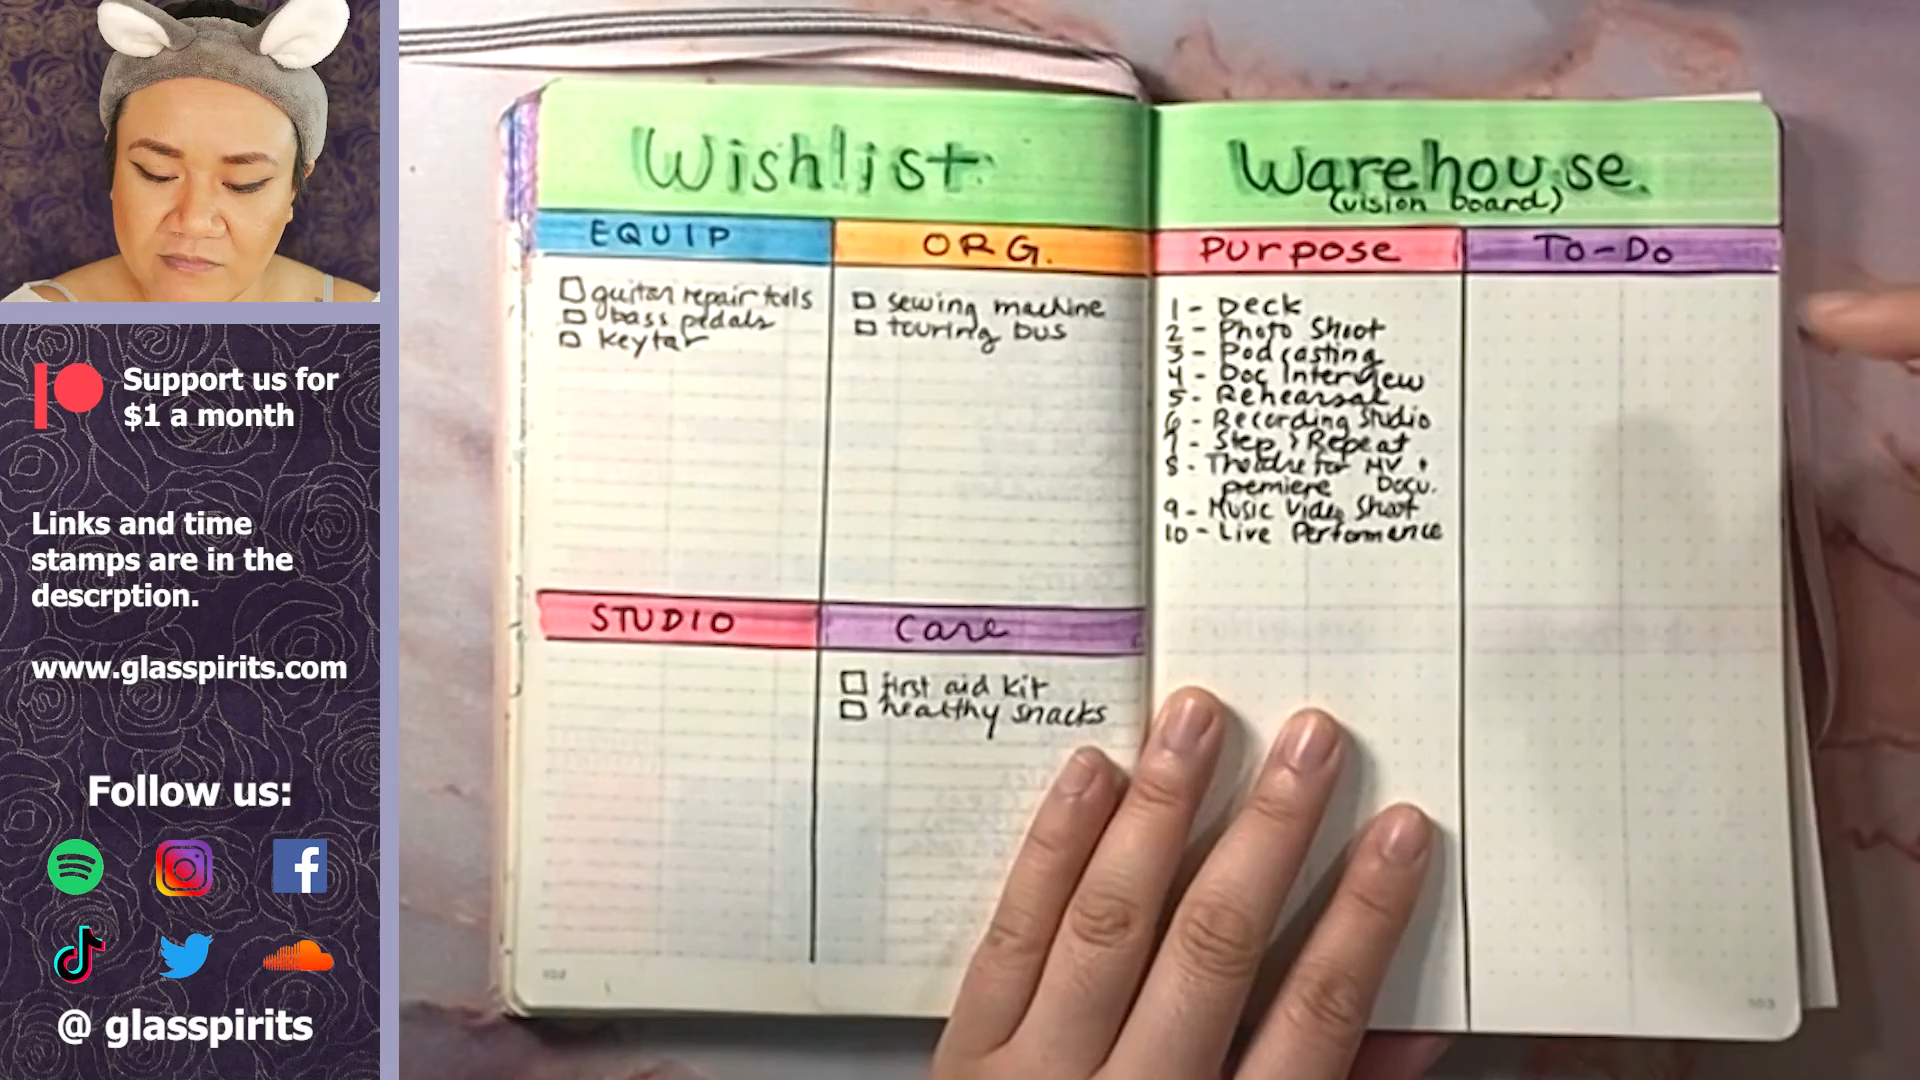 Support us for
$1 a month
Links and time
stamps are in the
descrption.
www.glasspirits.com
Follow us:
@ glasspirits
Wishlist
EQUIP
guitar repair tools
bass pedals
keytar
ORG.
sewing machine
touring bus
STUDIO
Care
first aid kit
healthy snacks
102
Warehouse.
(vision board)
Purpose
1 - Deck
2 - Photo Shoot
3 - Podcasting
4 - Doc Interview
5 - Rehearsal
6 - Recording Studio
7 - Step & Repeat
8 - Theatre for MV +
premiere Docu.
9 - Music Video Shoot
10 - Live Performence
To-Do
103